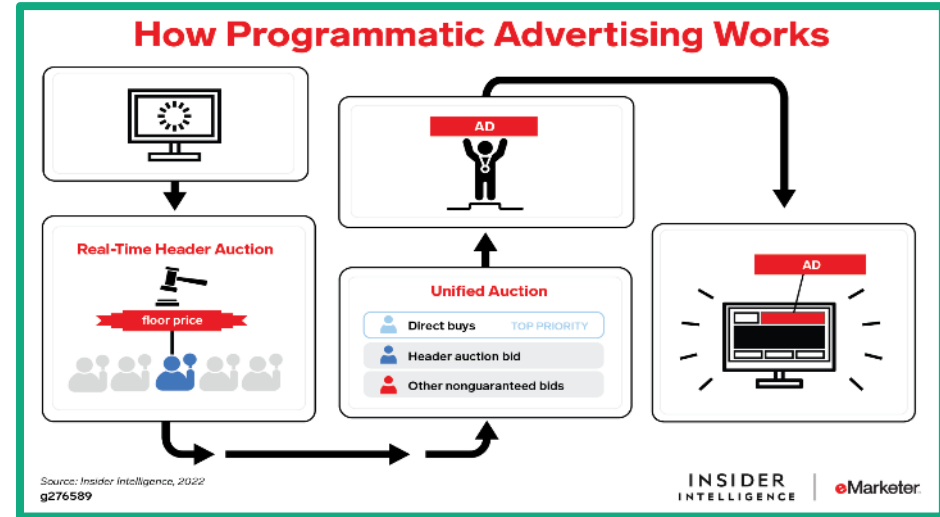 How Programmatic Advertising Works
Real-Time Header Auction
floor price
Unified Auction
Direct buys TOP PRIORITY
Header auction bid
Other nonguaranteed bids
AD
AD
Source: Insider Intelligence, 2022
g276589
INSIDER
INTELLIGENCE
eMarketer